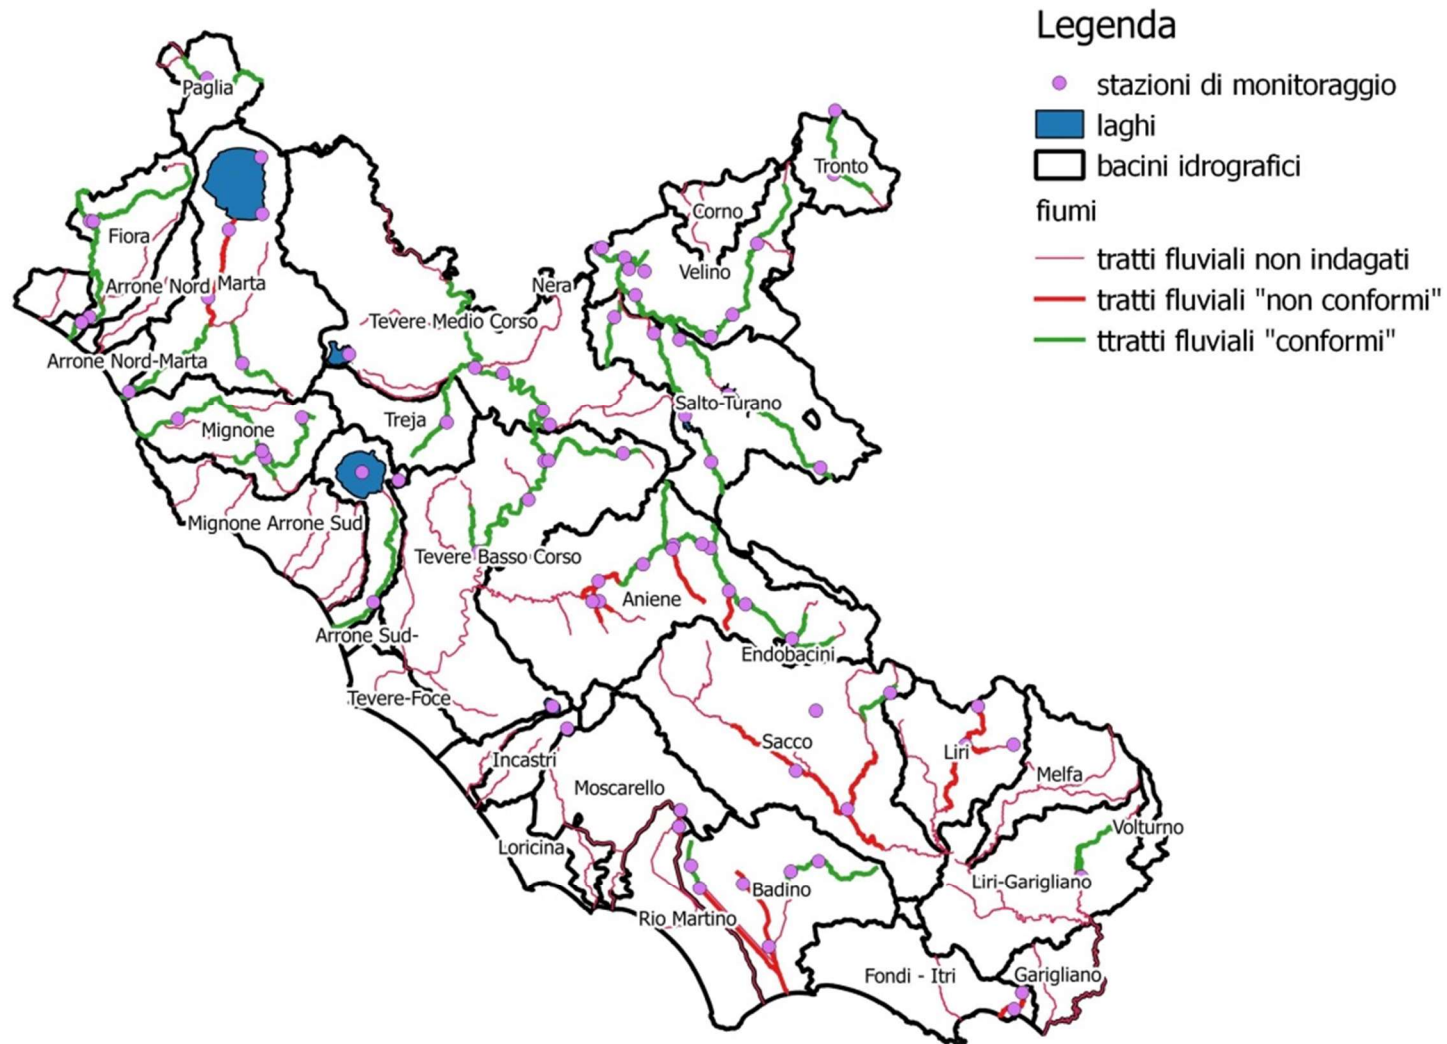 Legenda
stazioni di monitoraggio
laghi
bacini idrografici
fiumi
tratti fluviali non indagati
tratti fluviali "non conformi"
ttratti fluviali "conformi"
Paglia
Tronto
Corno
Fiora
Velino
Arrone Nord
Marta
Nera
Tevere Medio Corso
Arrone Nord-Marta
Salto-Turano
Treja
Mignone
Mignone Arrone Sud
Tevere Basso Corso
Aniene
Arrone Sud-
Endobacini
Tevere-Foce
Sacco
Liri
Incastri
Melfa
Moscarello
Volturno
Loricina
Liri-Garigliano
Badino
Rio Martino
Fondi - Itri
Garigliano